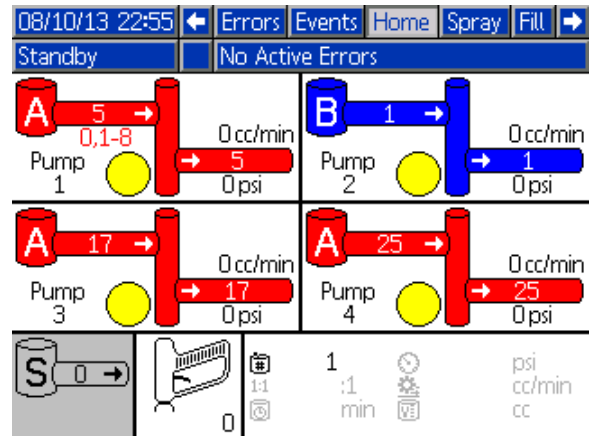 08/10/13 22:55 Errors Events Home Spray Fill
Standby No Active Errors
A 5
0,1-8
0 cc/min
Pump 1
5
0 psi
B 1
0 cc/min
Pump 2
1
0 psi
A 17
0 cc/min
Pump 3
17
0 psi
A 25
0 cc/min
Pump 4
25
0 psi
S 0
0
# 1 psi
1:1 :1 cc/min
min cc